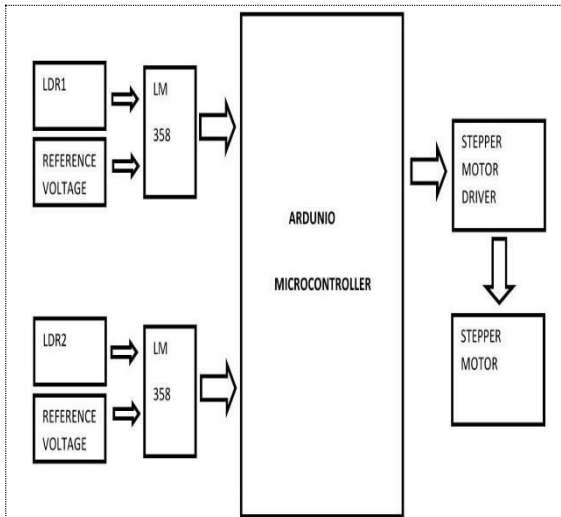 LDR1
REFERENCE
VOLTAGE
LM
358
LDR2
REFERENCE
VOLTAGE
LM
358
ARDUNIO
MICROCONTROLLER
STEPPER
MOTOR
DRIVER
STEPPER
MOTOR